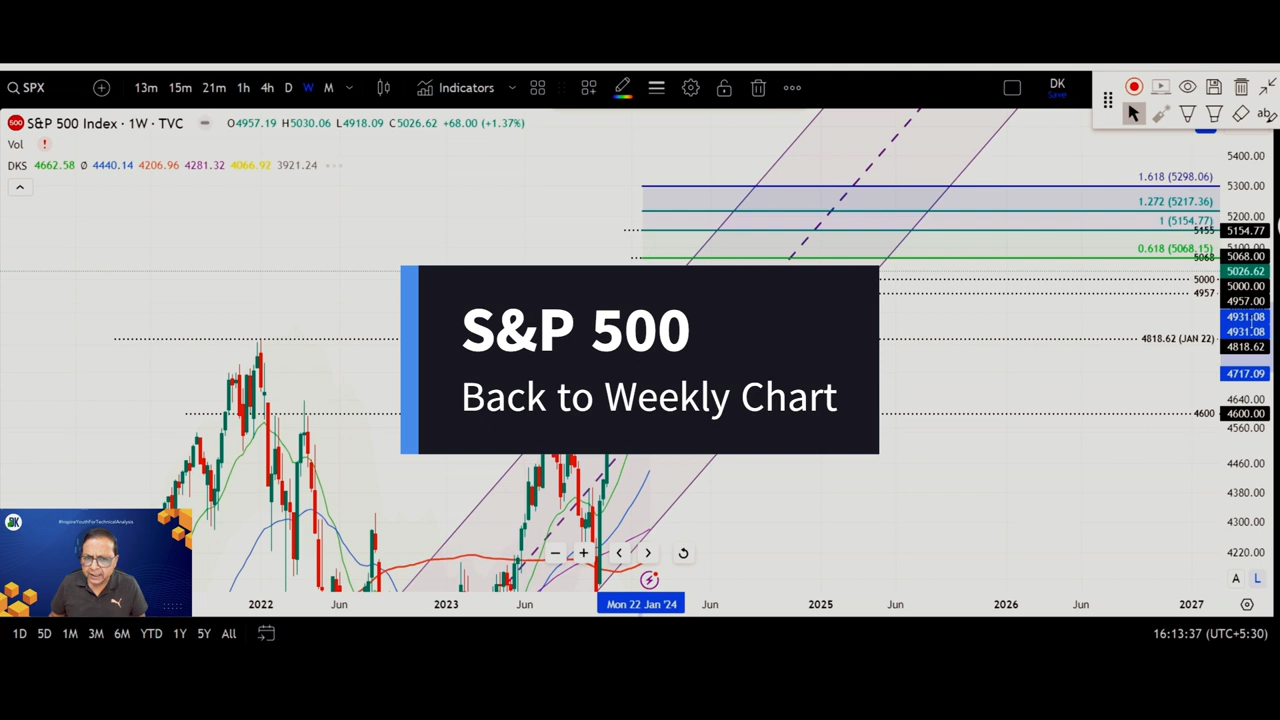 SPX
13m 15m 21m 1h 4h D W M
Indicators
DK
Save
500 S&P 500 Index · 1W · TVC
O4957.19 H5030.06 L4918.09 C5026.62 +68.00 (+1.37%)
Vol
DKS 4662.58 Ø 4440.14 4206.96 4281.32 4066.92 3921.24
1.618 (5298.06)
1.272 (5217.36)
1 (5154.77)
5155
0.618 (5068.15)
5068
5000
4957
4818.62 (JAN 22)
4600
5400.00
5300.00
5200.00
5154.77
5100.00
5068.00
5026.62
5000.00
4957.00
4931.08
4931.08
4818.62
4717.09
4640.00
4600.00
4560.00
4460.00
4380.00
4300.00
4220.00
S&P 500
Back to Weekly Chart
#InspireYouthForTechnicalAnalysis
DK
A L
2022 Jun 2023 Jun Mon 22 Jan '24 Jun 2025 Jun 2026 Jun 2027
1D 5D 1M 3M 6M YTD 1Y 5Y All
16:13:37 (UTC+5:30)